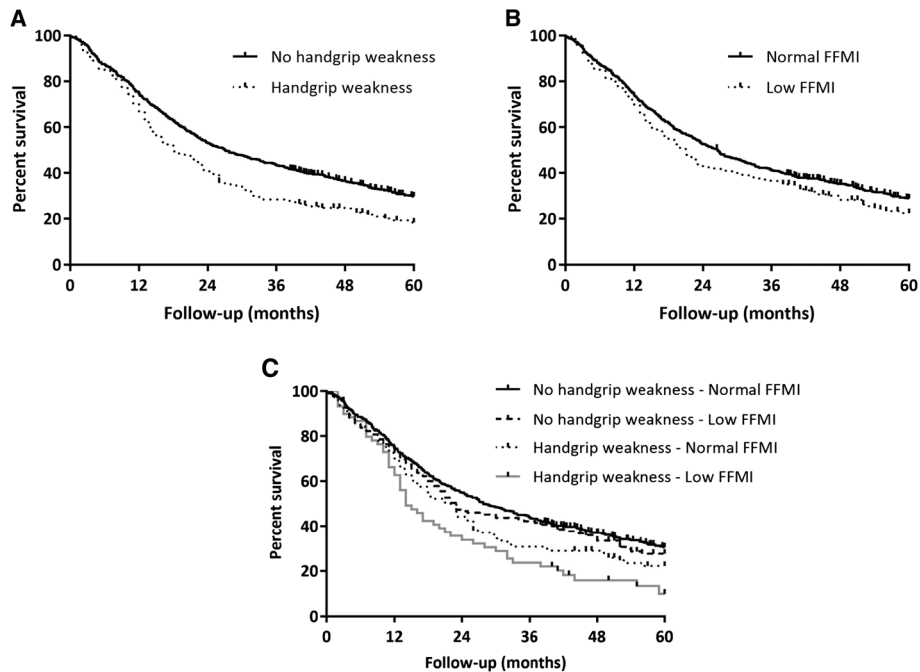 A
No handgrip weakness
Handgrip weakness
Percent survival
100
80
60
40
20
0
0 12 24 36 48 60
Follow-up (months)
B
Normal FFMI
Low FFMI
Percent survival
100
80
60
40
20
0
0 12 24 36 48 60
Follow-up (months)
C
No handgrip weakness - Normal FFMI
No handgrip weakness - Low FFMI
Handgrip weakness - Normal FFMI
Handgrip weakness - Low FFMI
Percent survival
100
80
60
40
20
0
0 12 24 36 48 60
Follow-up (months)